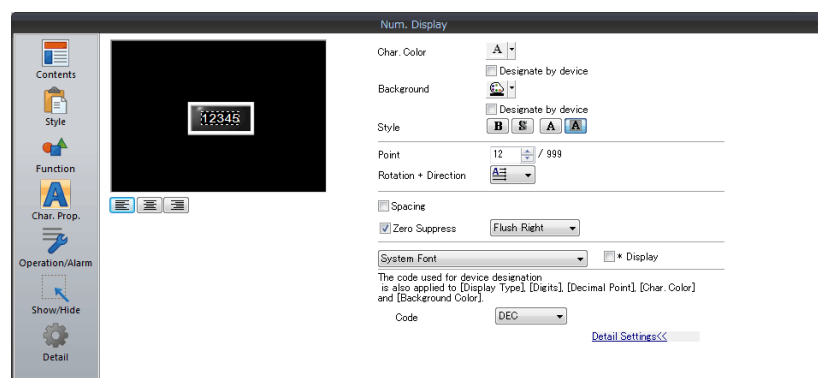 Num. Display
Contents
Style
Function
Char. Prop.
Operation/Alarm
Show/Hide
Detail
12345
Char. Color
A
Designate by device
Background
Designate by device
Style
B S A A
Point
12 / 999
Rotation + Direction
A
Spacing
Zero Suppress
Flush Right
System Font
* Display
The code used for device designation
is also applied to [Display Type], [Digits], [Decimal Point], [Char. Color]
and [Background Color].
Code
DEC
Detail Settings<<